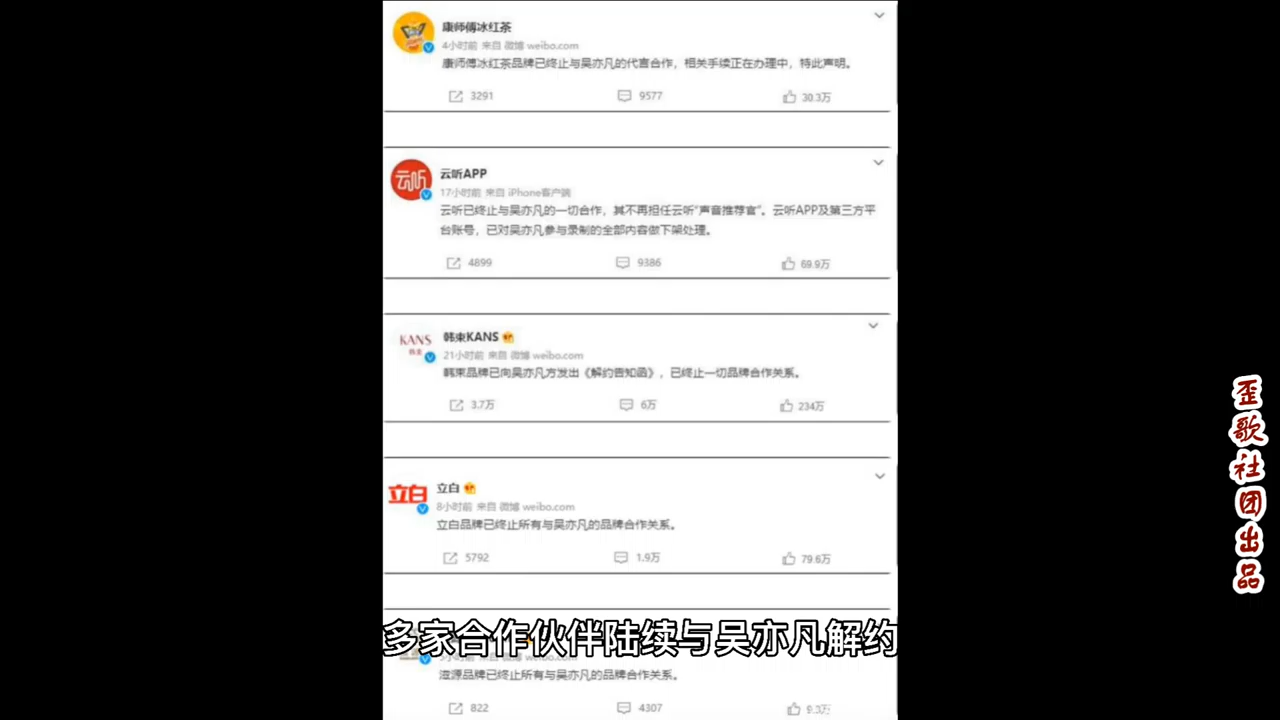 康师傅冰红茶
4小时前 来自 微博 weibo.com
康师傅冰红茶品牌已终止与吴亦凡的代言合作，相关手续正在办理中，特此声明。
3291 9577 30.3万
云听
云听APP
17小时前 来自 iPhone客户端
云听已终止与吴亦凡的一切合作，其不再担任云听“声音推荐官”。云听APP及第三方平
台账号，已对吴亦凡参与录制的全部内容做下架处理。
4899 9386 69.9万
KANS
韩束
韩束KANS
21小时前 来自 微博 weibo.com
韩束品牌已向吴亦凡方发出《解约告知函》，已终止一切品牌合作关系。
3.7万 6万 234万
立白
立白
8小时前 来自 微博 weibo.com
立白品牌已终止所有与吴亦凡的品牌合作关系。
5792 1.9万 79.6万
多家合作伙伴陆续与吴亦凡解约
滋源品牌已终止所有与吴亦凡的品牌合作关系。
822 4307 9.3万
歪歌社团出品